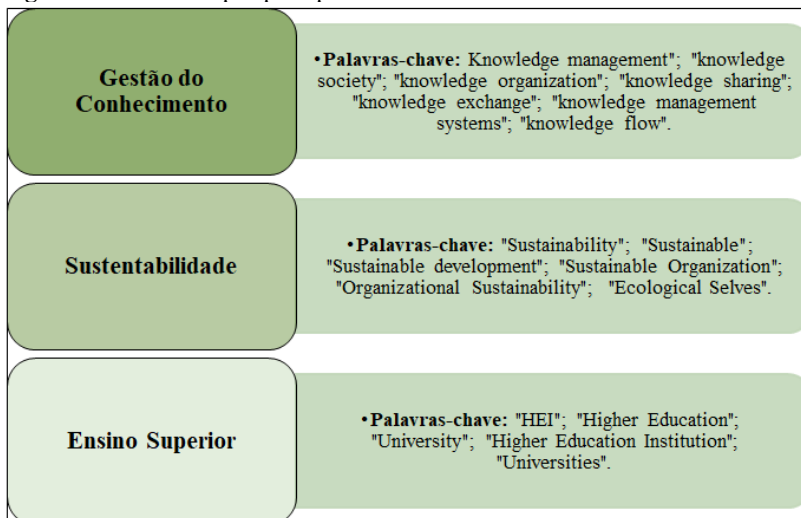 Gestão do
Conhecimento
•Palavras-chave: Knowledge management"; "knowledge
society"; "knowledge organization"; "knowledge sharing";
"knowledge exchange"; "knowledge management
systems"; "knowledge flow".
Sustentabilidade
•Palavras-chave: "Sustainability"; "Sustainable";
"Sustainable development"; "Sustainable Organization";
"Organizational Sustainability"; "Ecological Selves".
Ensino Superior
•Palavras-chave: "HEI"; "Higher Education";
"University"; "Higher Education Institution";
"Universities".